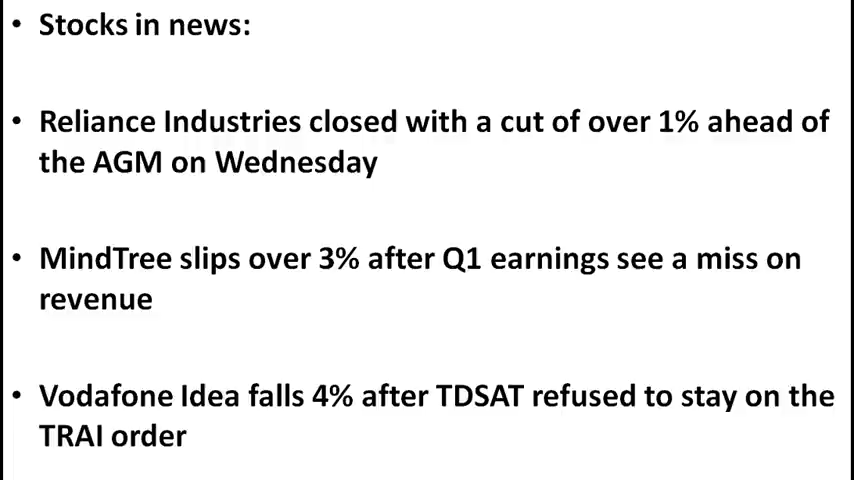 • Stocks in news:
• Reliance Industries closed with a cut of over 1% ahead of
the AGM on Wednesday
• MindTree slips over 3% after Q1 earnings see a miss on
revenue
• Vodafone Idea falls 4% after TDSAT refused to stay on the
TRAI order